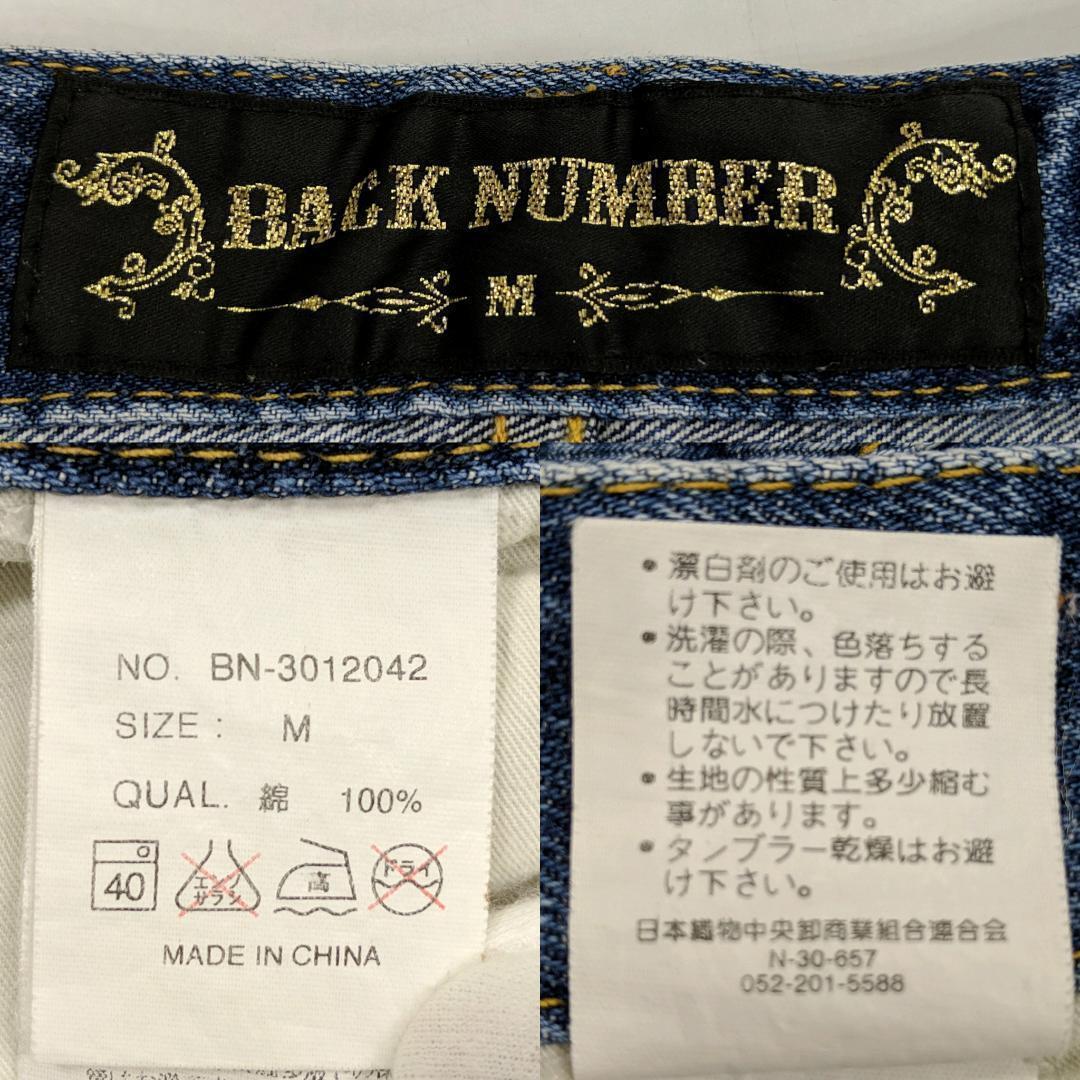 BACK NUMBER
M
NO. BN-3012042
SIZE : M
QUAL. 綿 100%
40 エンソ サラシ 高 ドライ
MADE IN CHINA
• 漂白剤のご使用はお避
け下さい。
• 洗濯の際、色落ちする
ことがありますので長
時間水につけたり放置
しないで下さい。
• 生地の性質上多少縮む
事があります。
• タンブラー乾燥はお避
け下さい。
日本織物中央卸商業組合連合会
N-30-657
052-201-5588